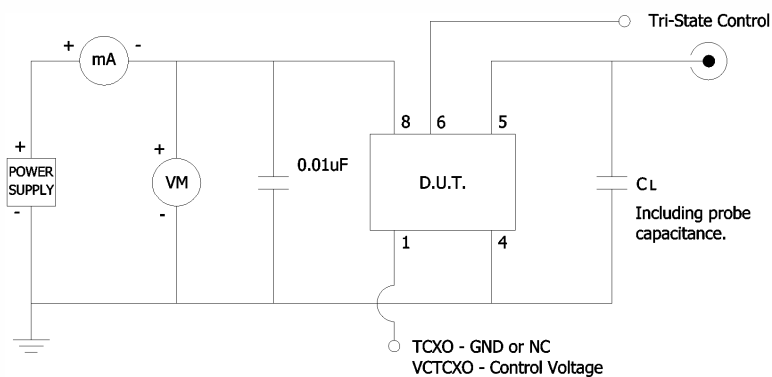 Tri-State Control
+ -
mA
8 6 5
+
POWER
SUPPLY
-
+
VM
-
0.01uF
D.U.T.
CL
Including probe
capacitance.
1 4
TCXO - GND or NC
VCTCXO - Control Voltage